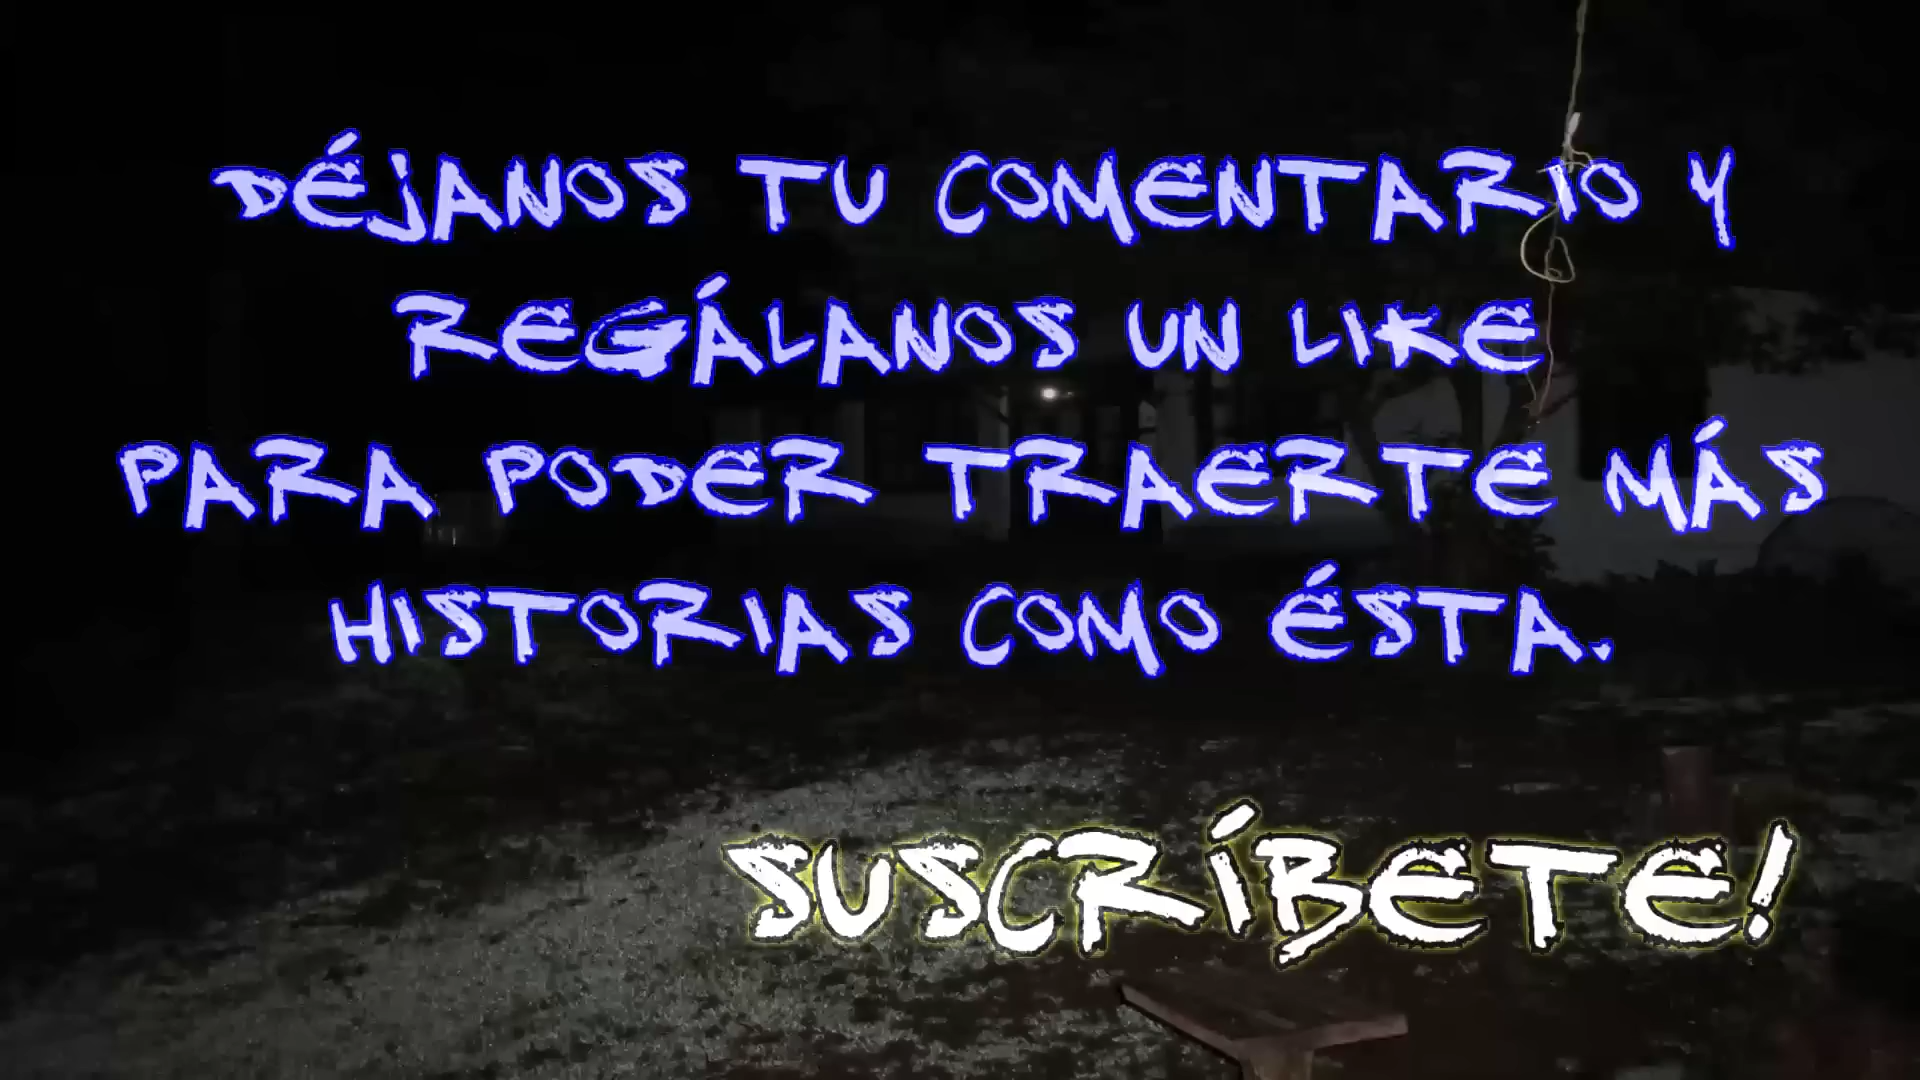 DÉJANOS TU COMENTARIO Y
REGÁLANOS UN LIKE
PARA PODER TRAERTE MÁS
HISTORIAS COMO ÉSTA.
SUSCRÍBETE!